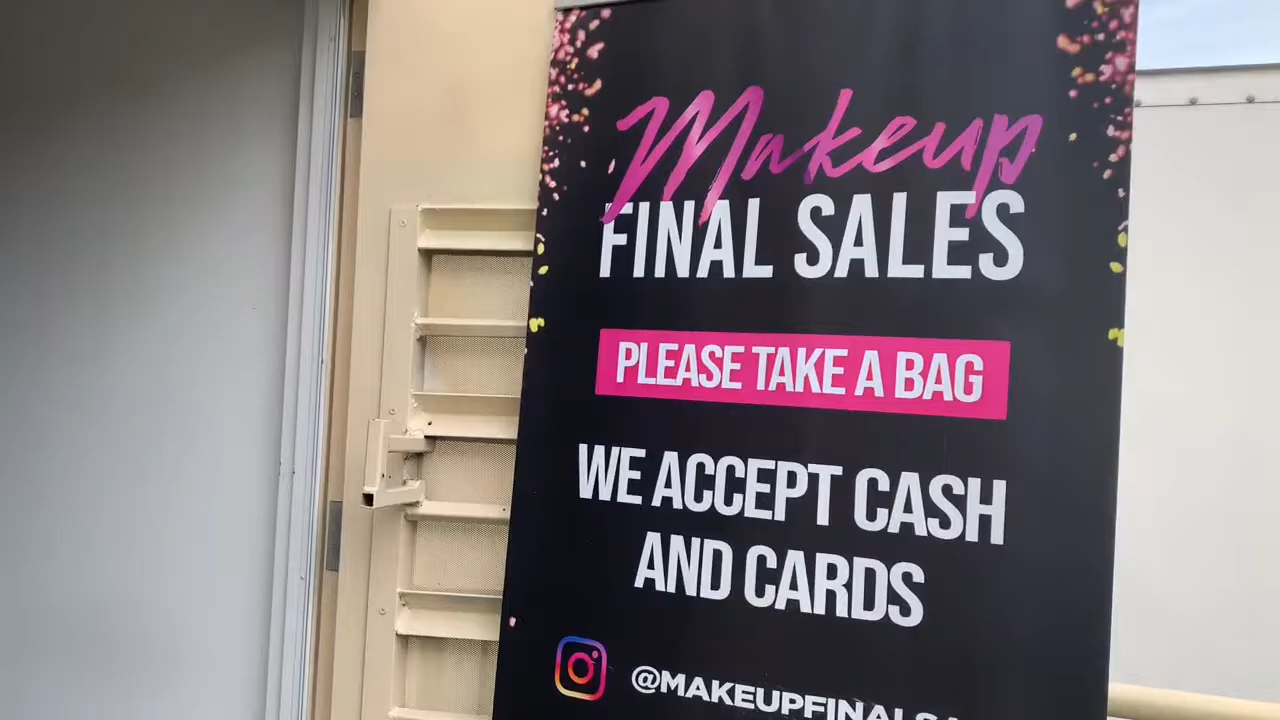 Makeup
FINAL SALES
PLEASE TAKE A BAG
WE ACCEPT CASH
AND CARDS